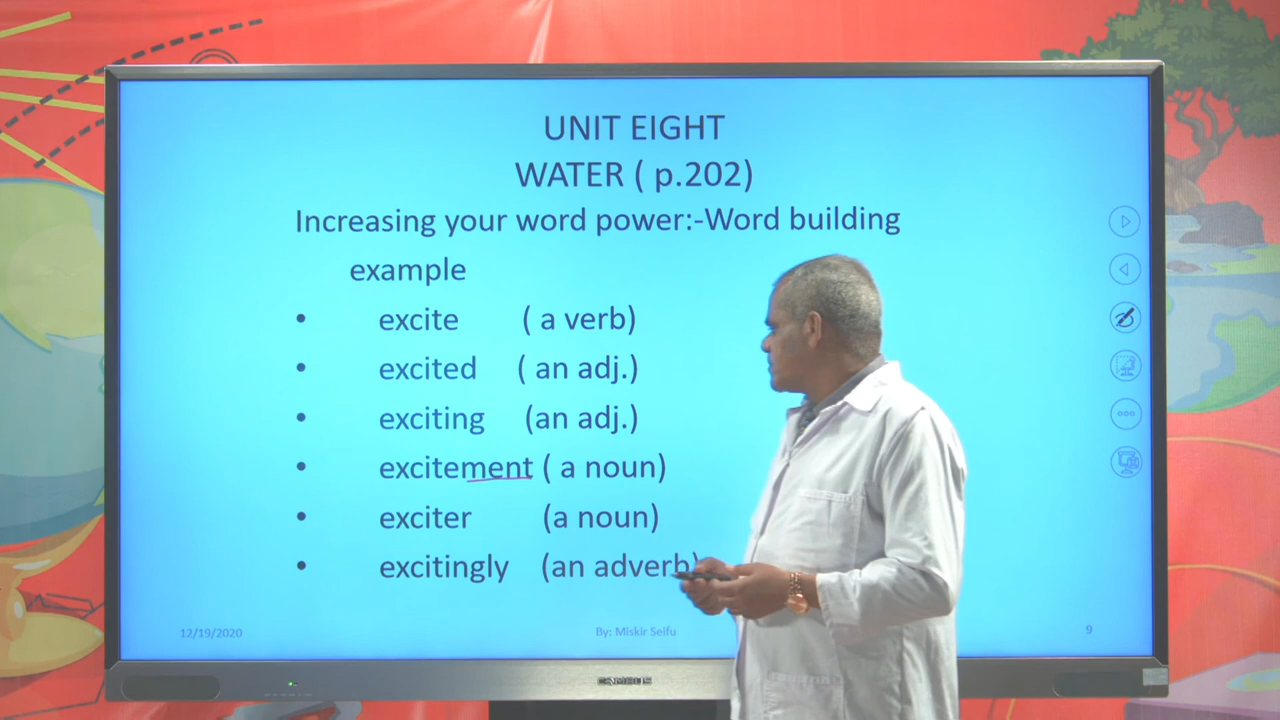 UNIT EIGHT
WATER ( p.202)
Increasing your word power:-Word building
example
• excite ( a verb)
• excited ( an adj.)
• exciting (an adj.)
• excitement ( a noun)
• exciter (a noun)
• excitingly (an adverb)
12/19/2020 By: Miskir Seifu 9